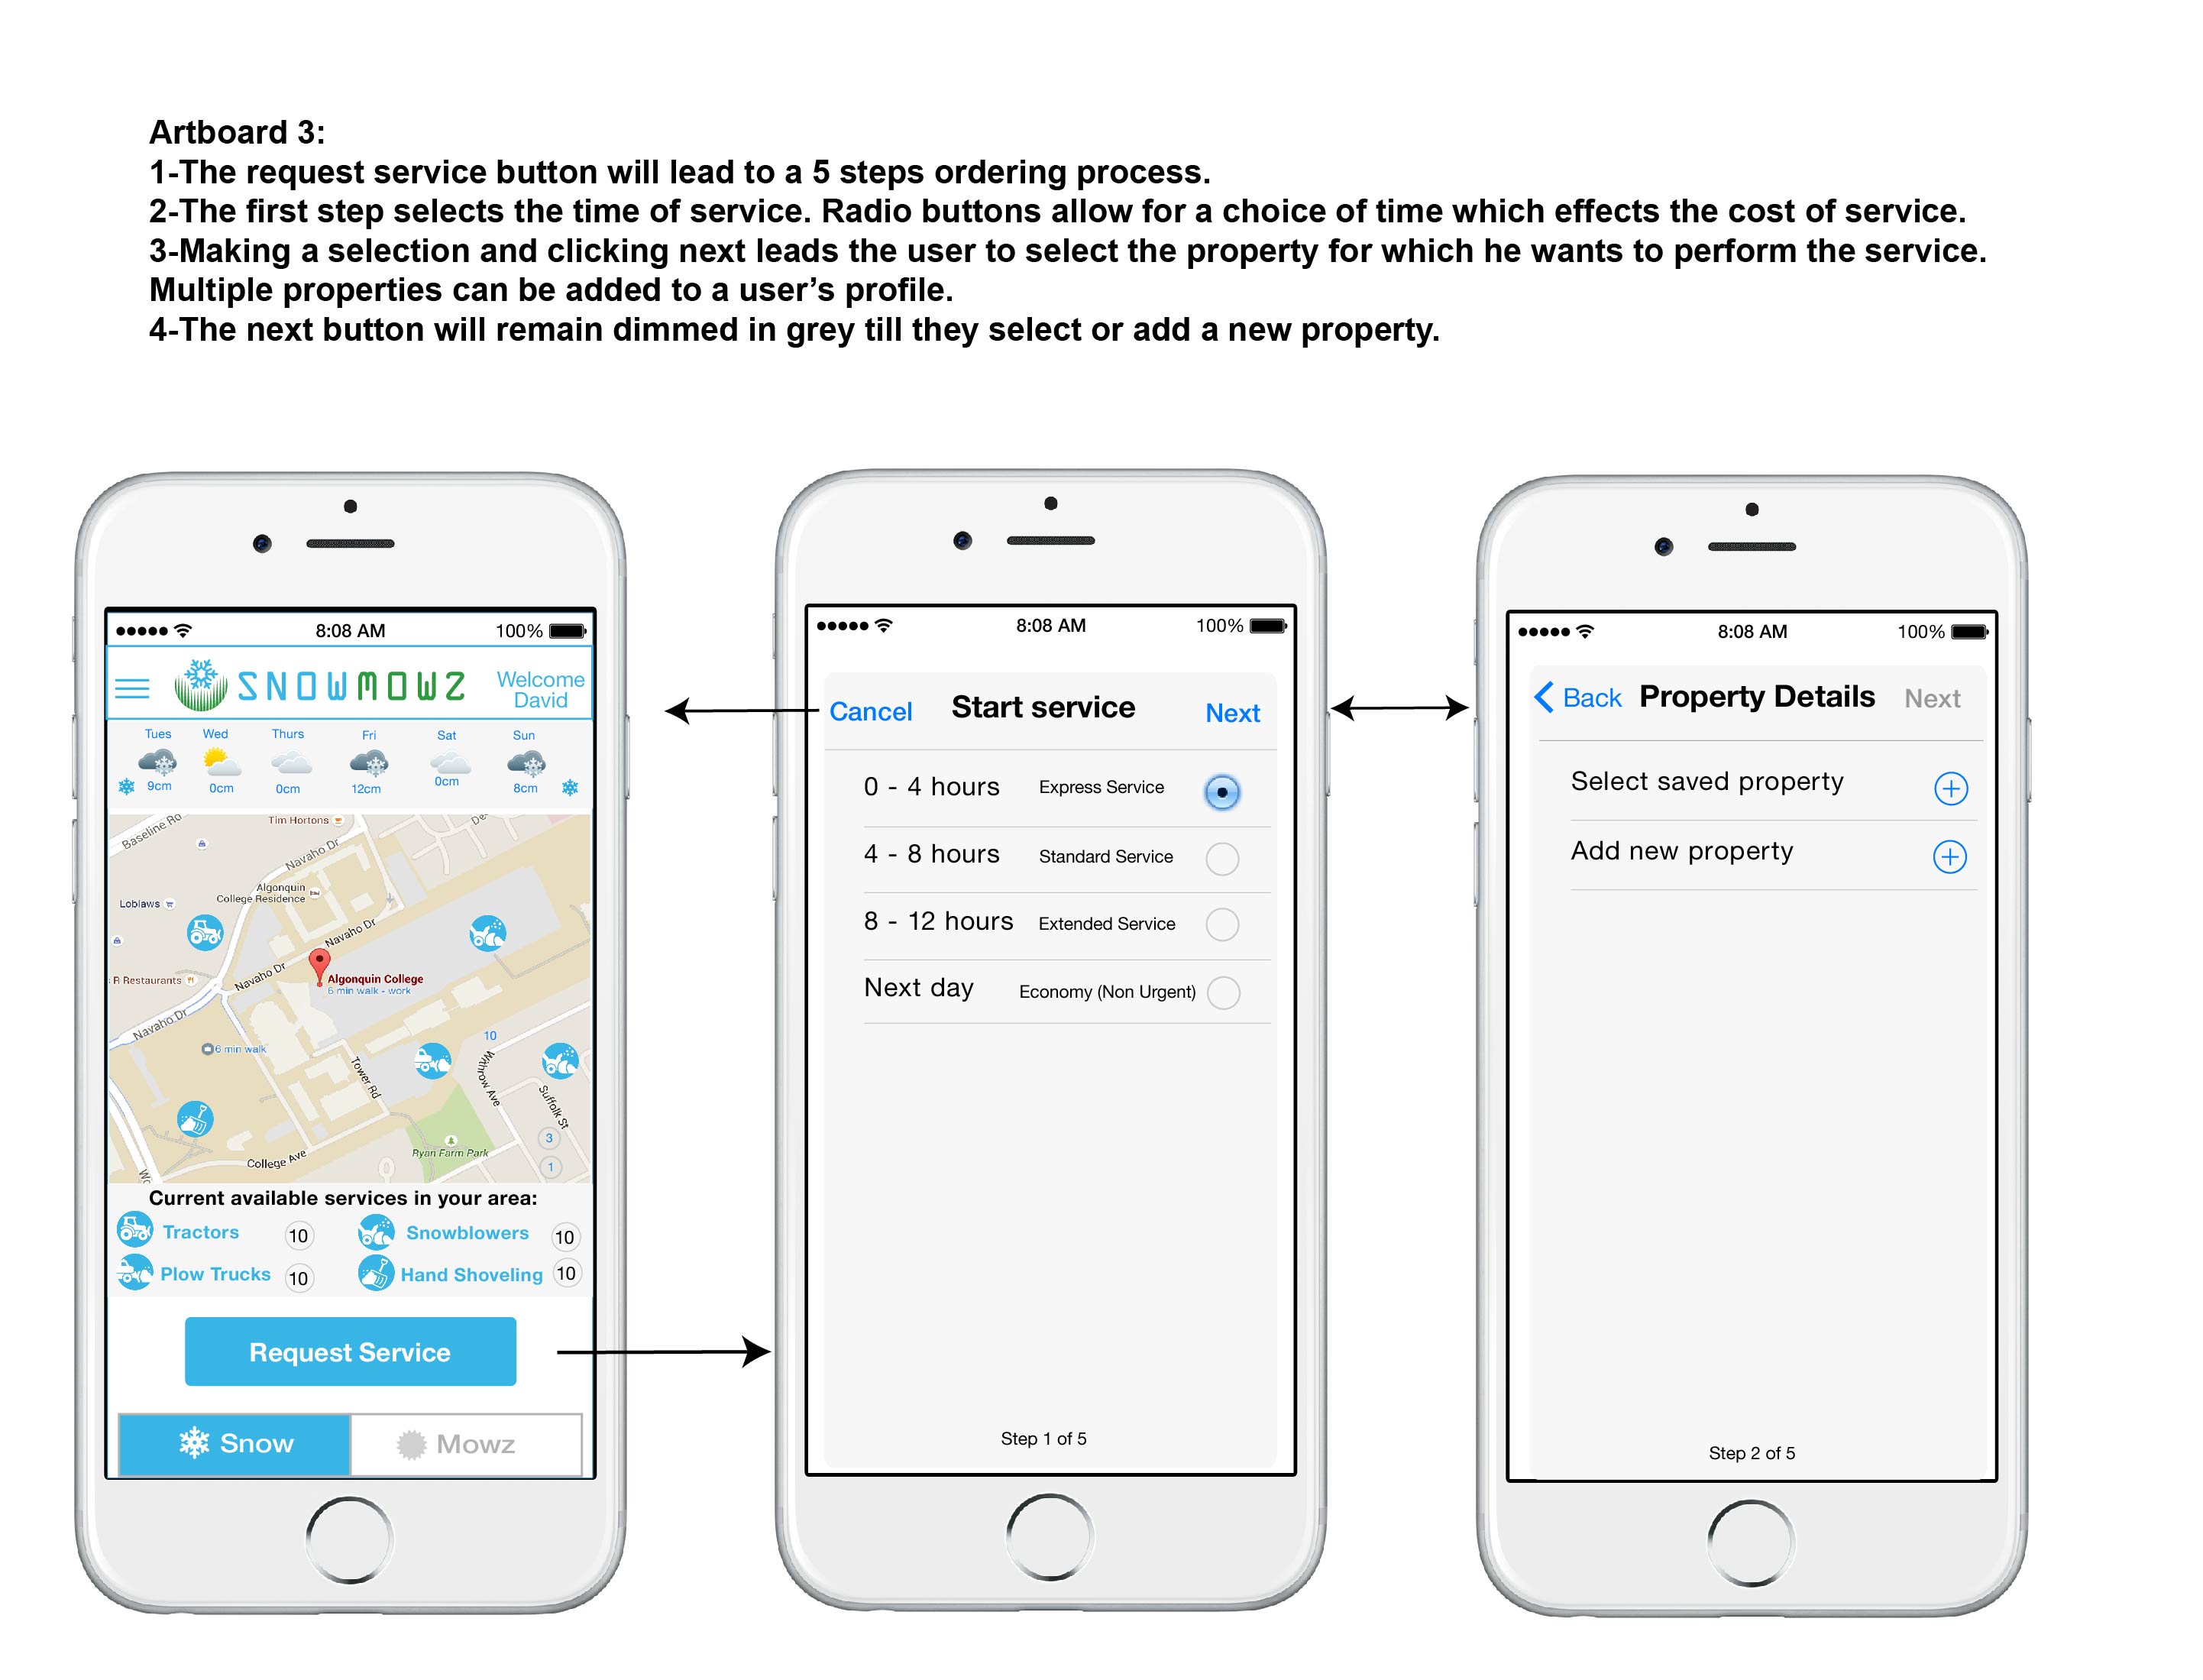 Artboard 3:
1-The request service button will lead to a 5 steps ordering process.
2-The first step selects the time of service. Radio buttons allow for a choice of time which effects the cost of service.
3-Making a selection and clicking next leads the user to select the property for which he wants to perform the service.
Multiple properties can be added to a user’s profile.
4-The next button will remain dimmed in grey till they select or add a new property.
8:08 AM 100%
SNOWMOWZ
Welcome
David
Tues Wed Thurs Fri Sat Sun
9cm 0cm 0cm 12cm 0cm 8cm
Baseline Ro
Tim Hortons
De
Navaho Dr
Algonquin
College Residence
Loblaws
Navaho Dr
R Restaurants
Navaho Dr
Algonquin College
6 min walk - work
Navaho Dr
10
6 min walk
Tower Rd
Withrow Ave
Suffolk St
3
Ryan Farm Park
College Ave
1
Wo
Current available services in your area:
Tractors 10 Snowblowers 10
Plow Trucks 10 Hand Shoveling 10
Request Service
Snow Mowz
8:08 AM 100%
Cancel Start service Next
0 - 4 hours Express Service
4 - 8 hours Standard Service
8 - 12 hours Extended Service
Next day Economy (Non Urgent)
Step 1 of 5
8:08 AM 100%
Back Property Details Next
Select saved property
Add new property
Step 2 of 5